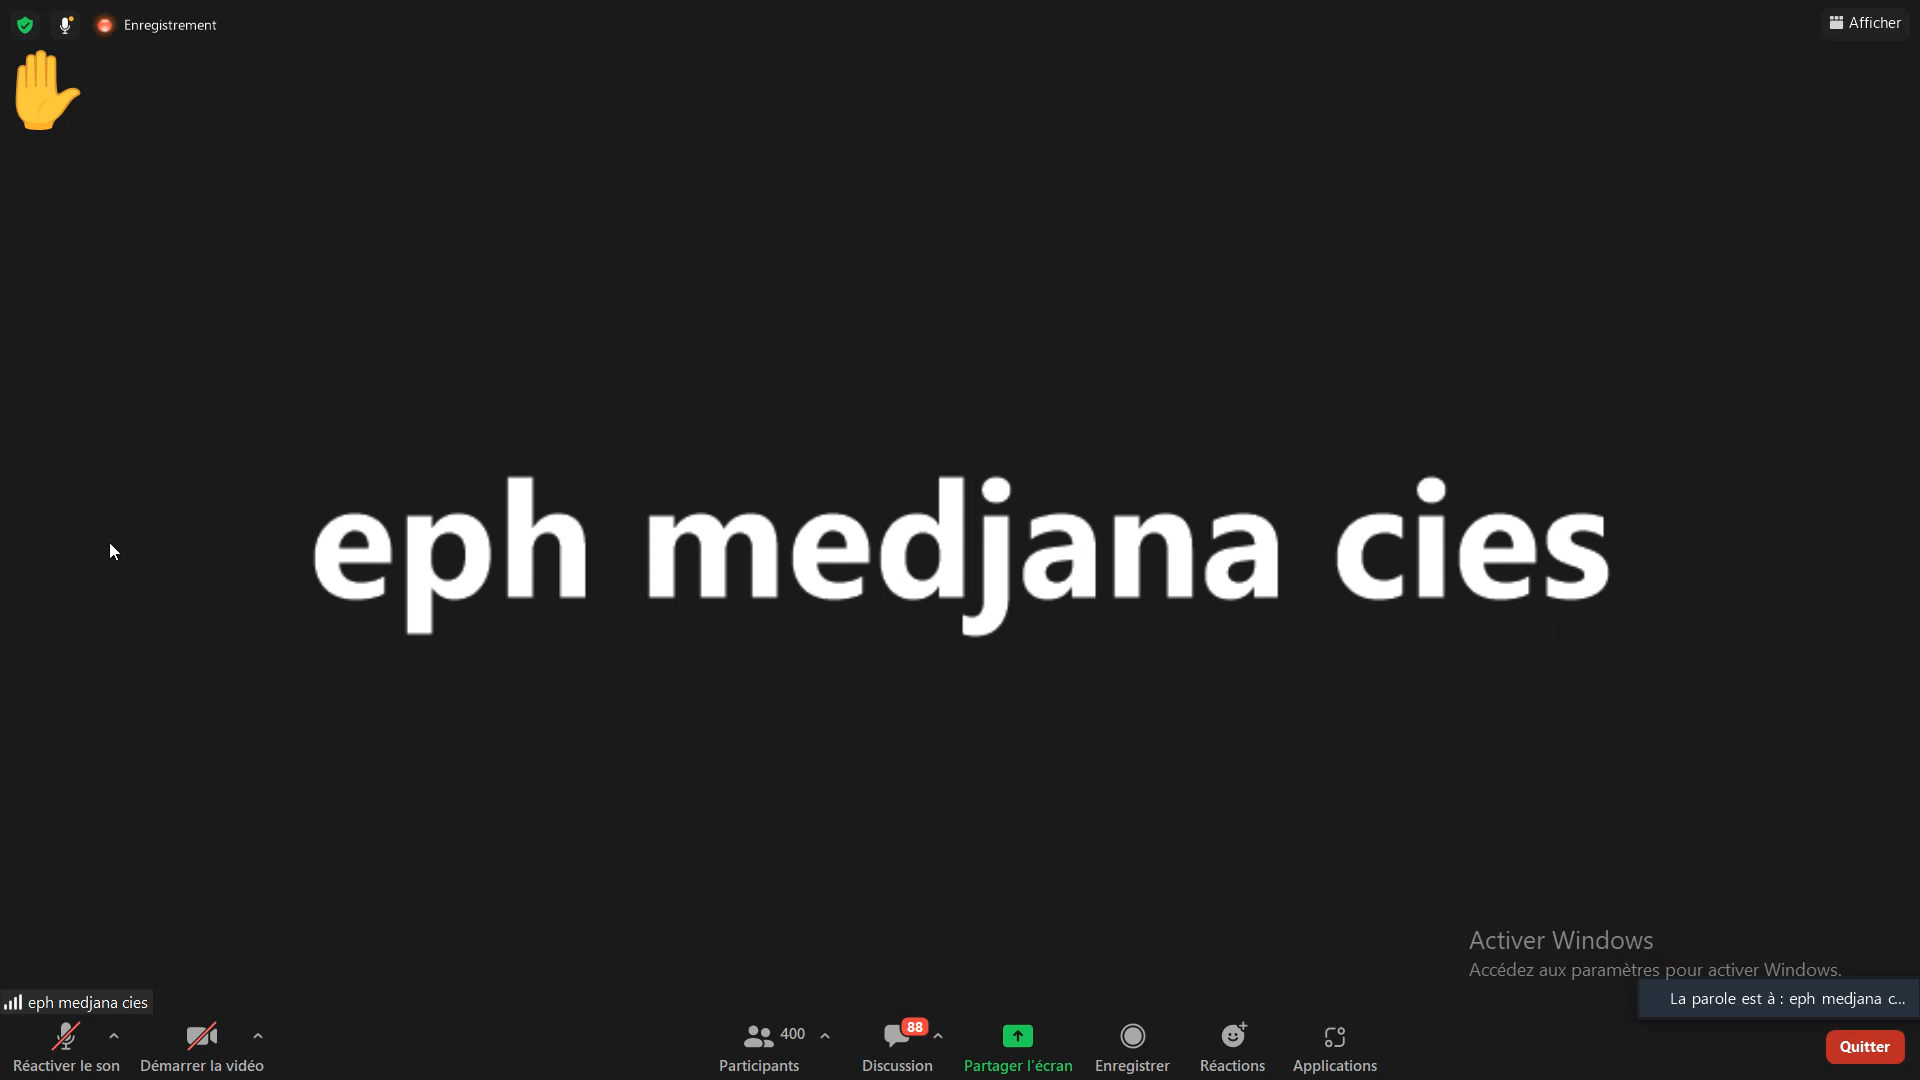 Enregistrement
Afficher
eph medjana cies
Activer Windows
Accédez aux paramètres pour activer Windows.
La parole est à : eph medjana c...
eph medjana cies
400
88
Réactiver le son
Démarrer la vidéo
Participants
Discussion
Partager l'écran
Enregistrer
Réactions
Applications
Quitter